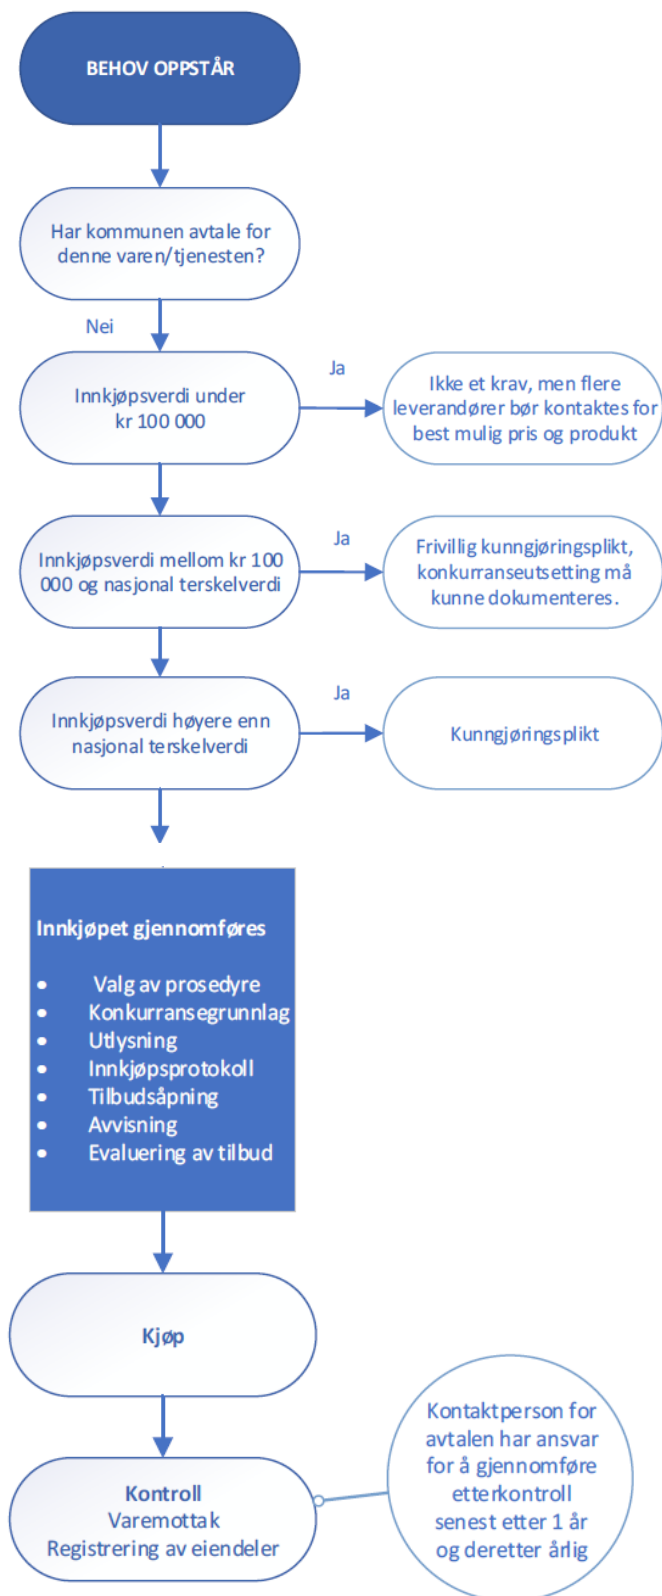 BEHOV OPPSTÅR
Har kommunen avtale for
denne varen/tjenesten?
Nei
Innkjøpsverdi under
kr 100 000
Ja
Ikke et krav, men flere
leverandører bør kontaktes for
best mulig pris og produkt
Innkjøpsverdi mellom kr 100
000 og nasjonal terskelverdi
Ja
Frivillig kunngjøringsplikt,
konkurranseutsetting må
kunne dokumenteres.
Innkjøpsverdi høyere enn
nasjonal terskelverdi
Ja
Kunngjøringsplikt
Innkjøpet gjennomføres
• Valg av prosedyre
• Konkurransegrunnlag
• Utlysning
• Innkjøpsprotokoll
• Tilbudsåpning
• Avvisning
• Evaluering av tilbud
Kjøp
Kontroll
Varemottak
Registrering av eiendeler
Kontaktperson for
avtalen har ansvar
for å gjennomføre
etterkontroll
senest etter 1 år
og deretter årlig